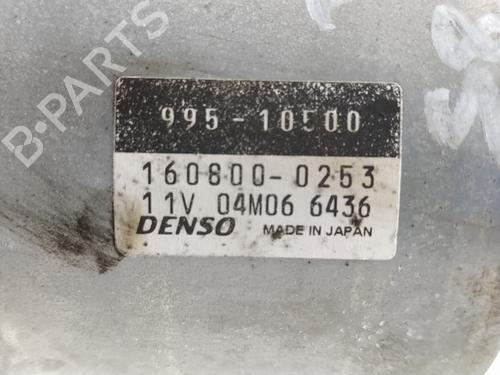 B-PARTS
995-10500
160800-0253
11V 04M06 6436
DENSO MADE IN JAPAN